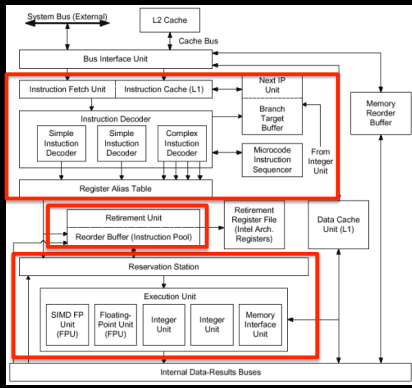 System Bus (External)
L2 Cache
Cache Bus
Bus Interface Unit
Instruction Fetch Unit
Instruction Cache (L1)
Next IP
Unit
Branch
Target
Buffer
Memory
Reorder
Buffer
Instruction Decoder
Simple
Instuction
Decoder
Simple
Instuction
Decoder
Complex
Instuction
Decoder
Microcode
Instruction
Sequencer
From
Integer
Unit
Register Alias Table
Retirement Unit
Reorder Buffer (Instruction Pool)
Retirement
Register File
(Intel Arch.
Registers)
Data Cache
Unit (L1)
Reservation Station
Execution Unit
SIMD FP
Unit
(FPU)
Floating-
Point Unit
(FPU)
Integer
Unit
Integer
Unit
Memory
Interface
Unit
Internal Data-Results Buses